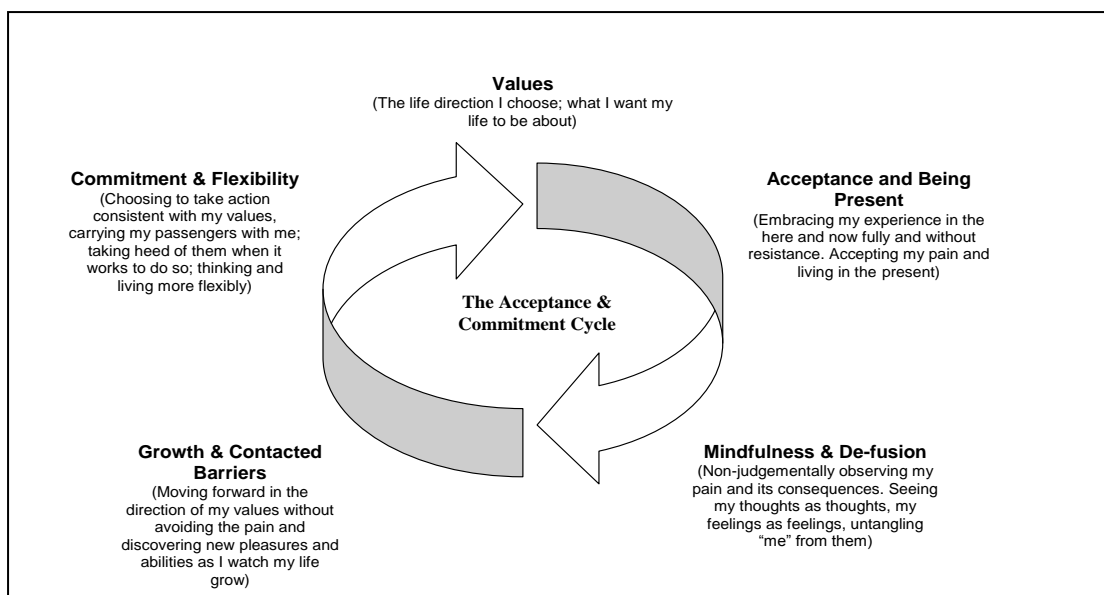 Values
(The life direction I choose; what I want my
life to be about)
Commitment & Flexibility
(Choosing to take action
consistent with my values,
carrying my passengers with me;
taking heed of them when it
works to do so; thinking and
living more flexibly)
Acceptance and Being
Present
(Embracing my experience in the
here and now fully and without
resistance. Accepting my pain and
living in the present)
The Acceptance &
Commitment Cycle
Growth & Contacted
Barriers
(Moving forward in the
direction of my values without
avoiding the pain and
discovering new pleasures and
abilities as I watch my life
grow)
Mindfulness & De-fusion
(Non-judgementally observing my
pain and its consequences. Seeing
my thoughts as thoughts, my
feelings as feelings, untangling
“me” from them)